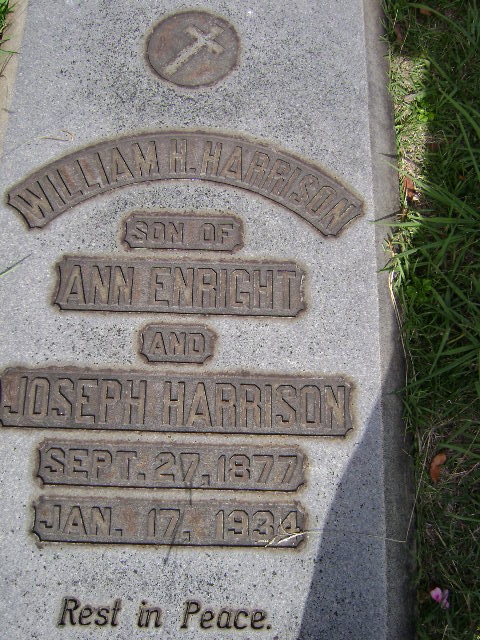 WILLIAM H. HARRISON
SON OF
ANN ENRIGHT
AND
JOSEPH HARRISON
SEPT. 27, 1877
JAN. 17, 1934
Rest in Peace.